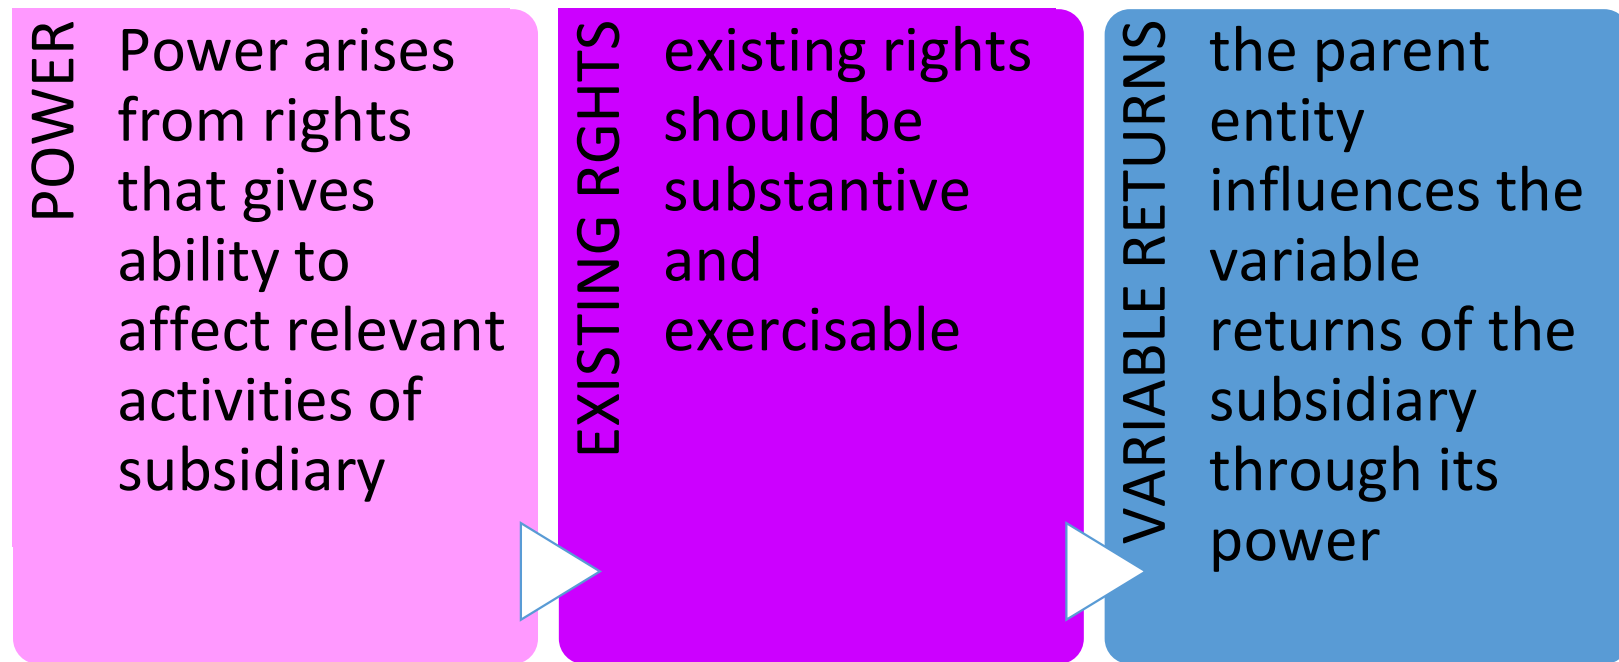 POWER
Power arises
from rights
that gives
ability to
affect relevant
activities of
subsidiary
EXISTING RGHTS
existing rights
should be
substantive
and
exercisable
VARIABLE RETURNS
the parent
entity
influences the
variable
returns of the
subsidiary
through its
power